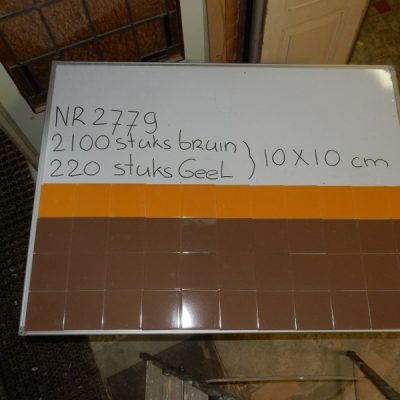 NR 2779
2100 stuks bruin
220 stuks GeeL } 10 X 10 cm